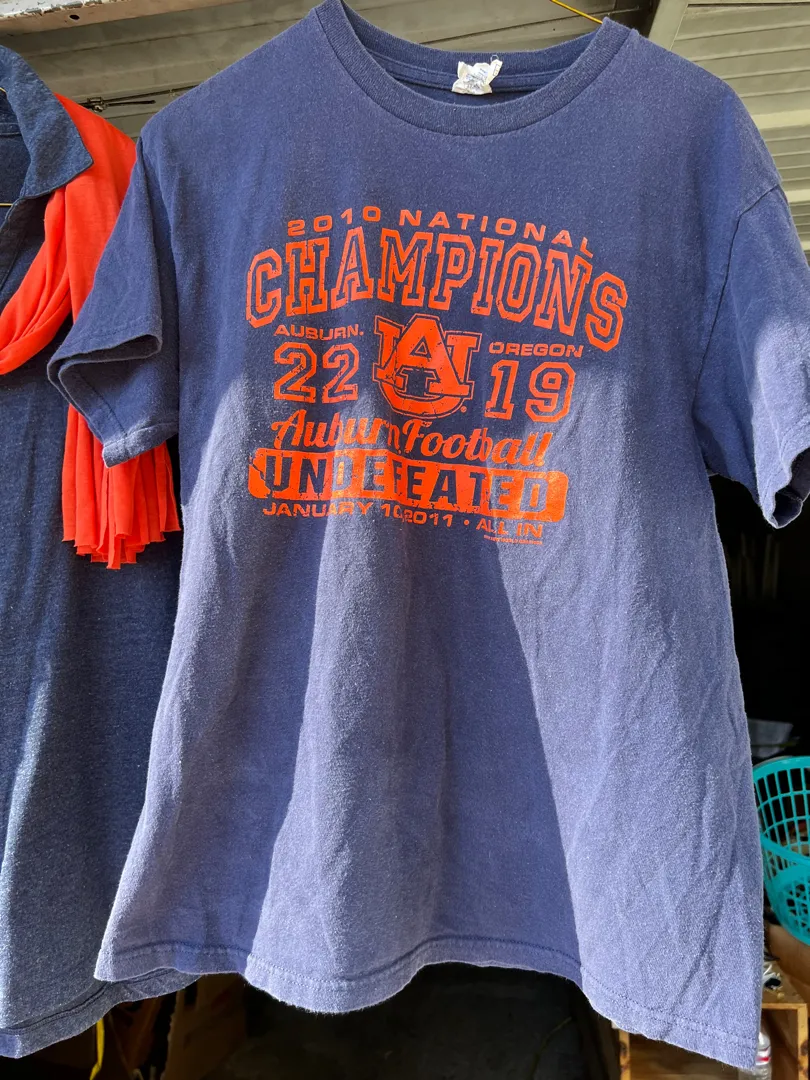 2010 NATIONAL
CHAMPIONS
AUBURN. OREGON
22 AU 19
Auburn Football
UNDEFEATED
JANUARY 10 2011 • ALL IN